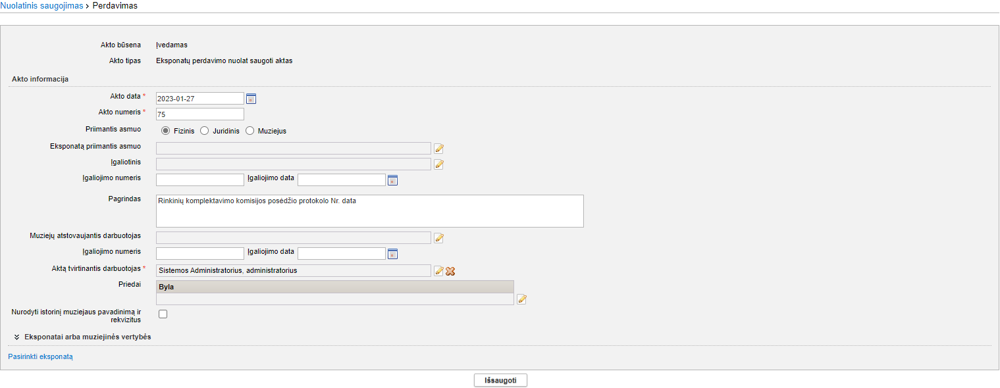 Nuolatinis saugojimas › Perdavimas
Akto būsena Įvedamas
Akto tipas Eksponatų perdavimo nuolat saugoti aktas
Akto informacija
Akto data * 2023-01-27
Akto numeris * 75
Priimantis asmuo Fizinis Juridinis Muziejus
Eksponatą priimantis asmuo
Įgaliotinis
Įgaliojimo numeris Įgaliojimo data
Pagrindas Rinkinių komplektavimo komisijos posėdžio protokolo Nr. data
Muziejų atstovaujantis darbuotojas
Įgaliojimo numeris Įgaliojimo data
Aktą tvirtinantis darbuotojas * Sistemos Administratorius, administratorius
Priedai Byla
Nurodyti istorinį muziejaus pavadinimą ir
rekvizitus
Eksponatai arba muziejinės vertybės
Pasirinkti eksponatą
Išsaugoti